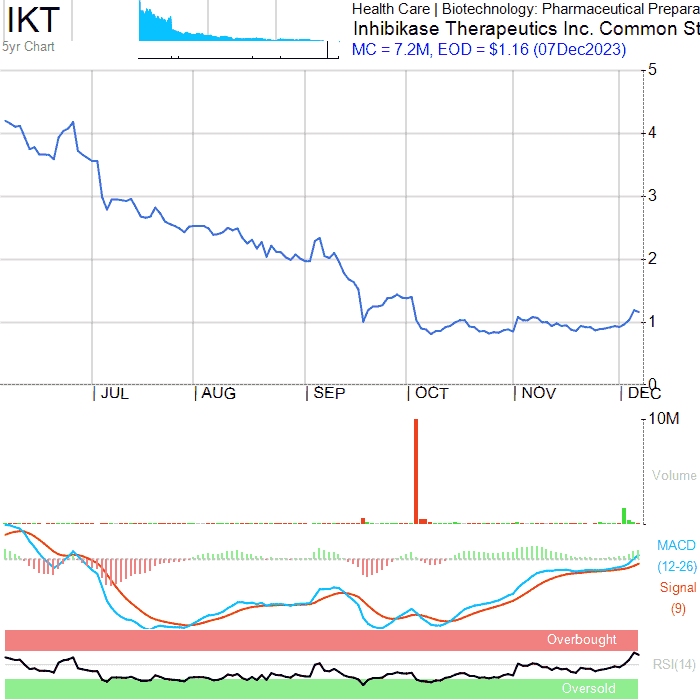 IKT
5yr Chart
Health Care | Biotechnology: Pharmaceutical Prepara
Inhibikase Therapeutics Inc. Common St
MC = 7.2M, EOD = $1.16 (07Dec2023)
5
4
3
2
1
0
JUL AUG SEP OCT NOV DEC
10M
Volume
MACD
(12-26)
Signal
(9)
Overbought
RSI(14)
Oversold